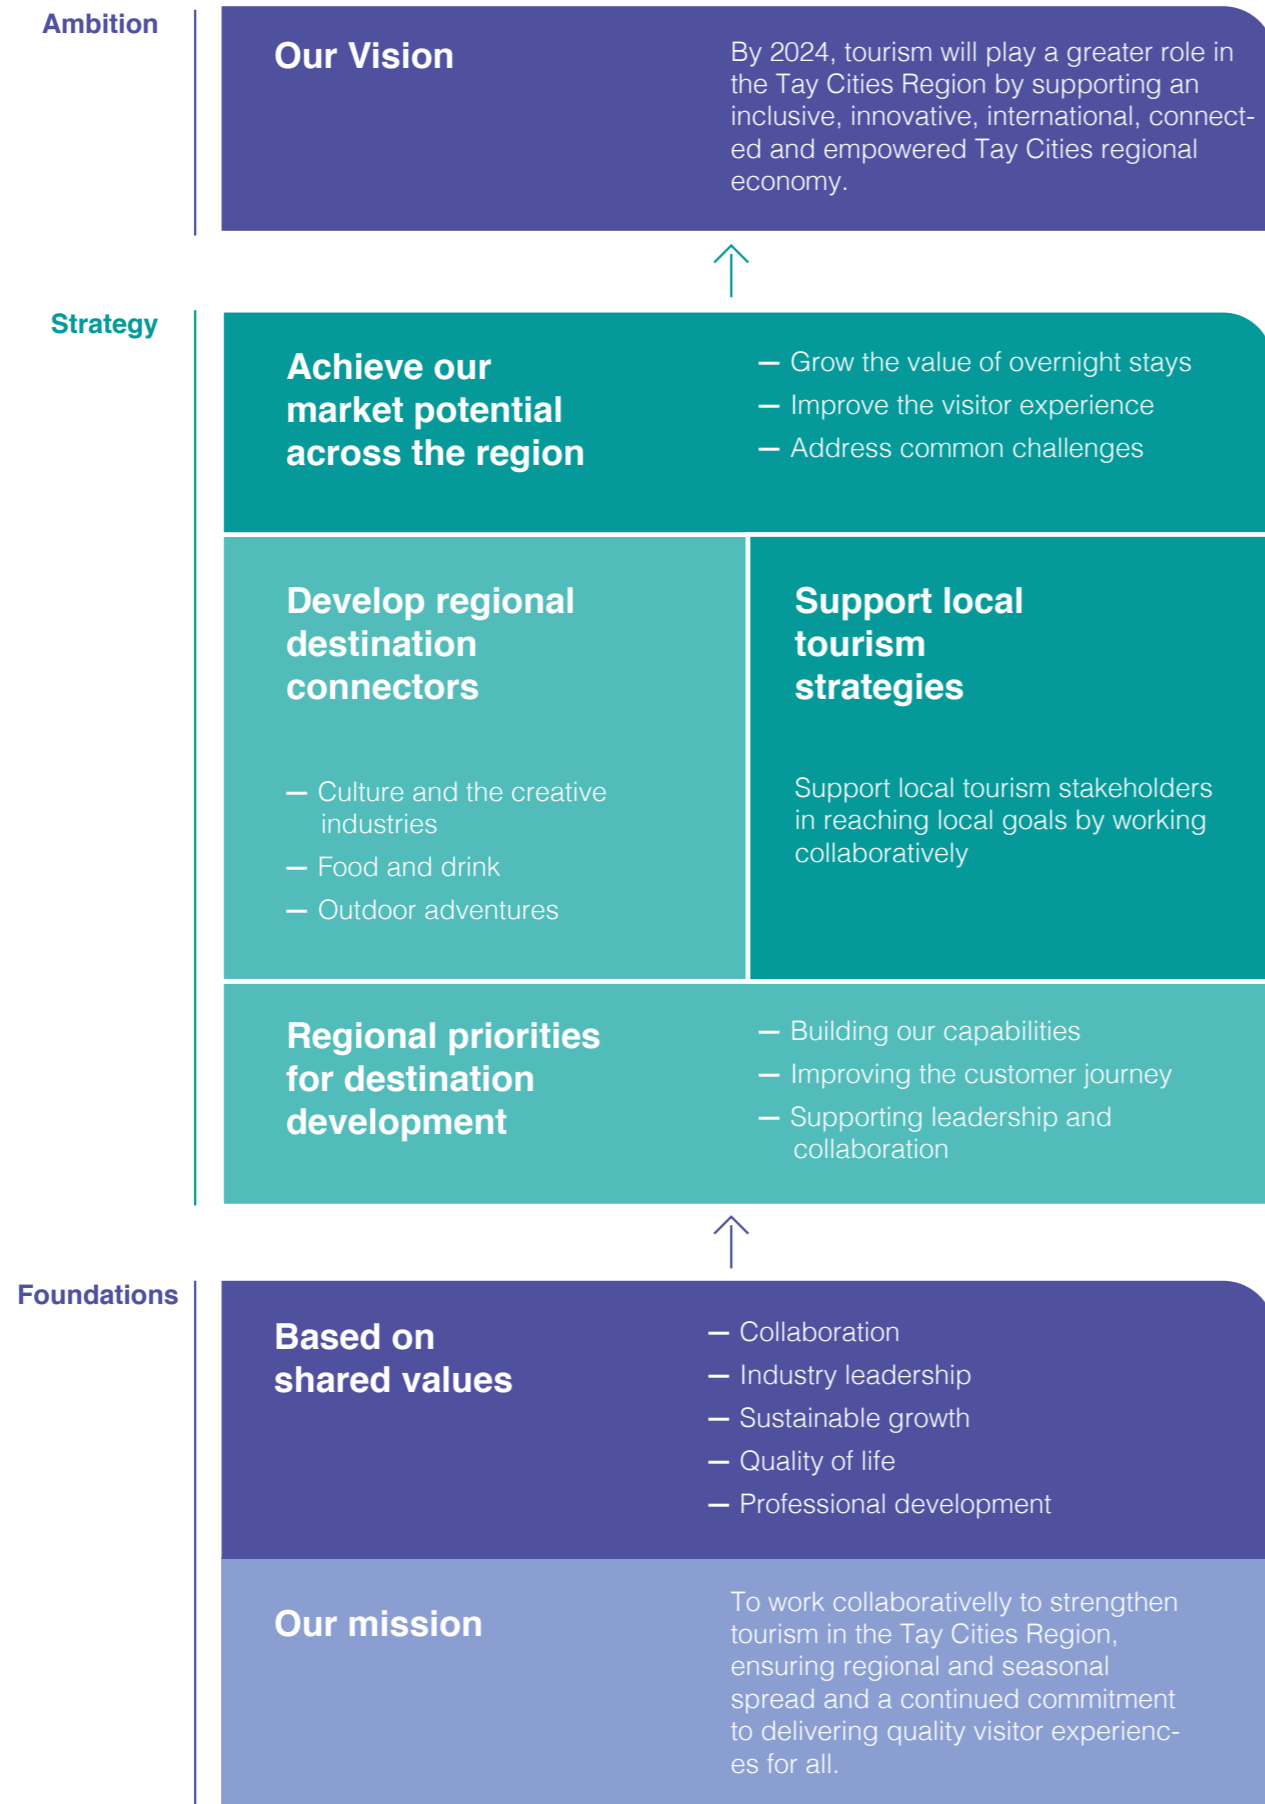 Ambition
Our Vision
By 2024, tourism will play a greater role in
the Tay Cities Region by supporting an
inclusive, innovative, international, connect-
ed and empowered Tay Cities regional
economy.
Strategy
Achieve our
market potential
across the region
— Grow the value of overnight stays
— Improve the visitor experience
— Address common challenges
Develop regional
destination
connectors
— Culture and the creative
industries
— Food and drink
— Outdoor adventures
Support local
tourism
strategies
Support local tourism stakeholders
in reaching local goals by working
collaboratively
Regional priorities
for destination
development
— Building our capabilities
— Improving the customer journey
— Supporting leadership and
collaboration
Foundations
Based on
shared values
— Collaboration
— Industry leadership
— Sustainable growth
— Quality of life
— Professional development
Our mission
To work collaborativelly to strengthen
tourism in the Tay Cities Region,
ensuring regional and seasonal
spread and a continued commitment
to delivering quality visitor experienc-
es for all.